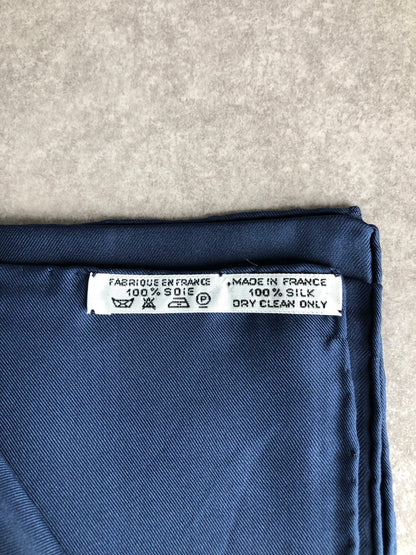 FABRIQUE EN FRANCE
100% SOIE
P
MADE IN FRANCE
100% SILK
DRY CLEAN ONLY